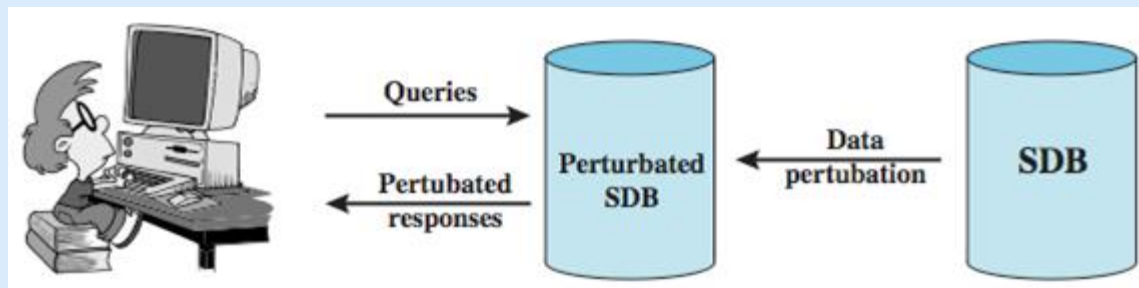 Queries
Pertubated
responses
Perturbated
SDB
Data
pertubation
SDB